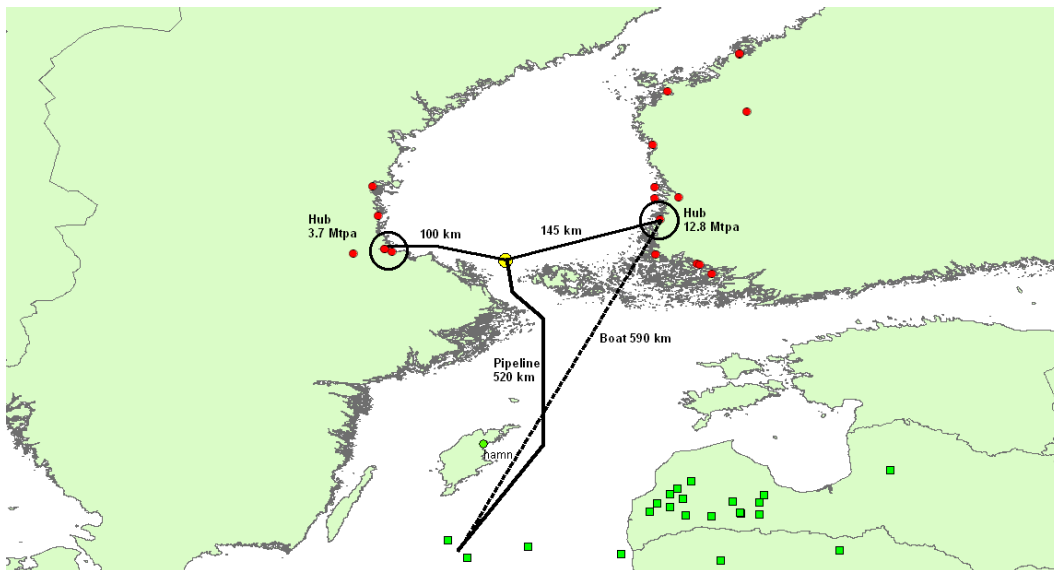 Hub
3.7 Mtpa
100 km
145 km
Hub
12.8 Mtpa
Boat 590 km
Pipeline
520 km
hamn